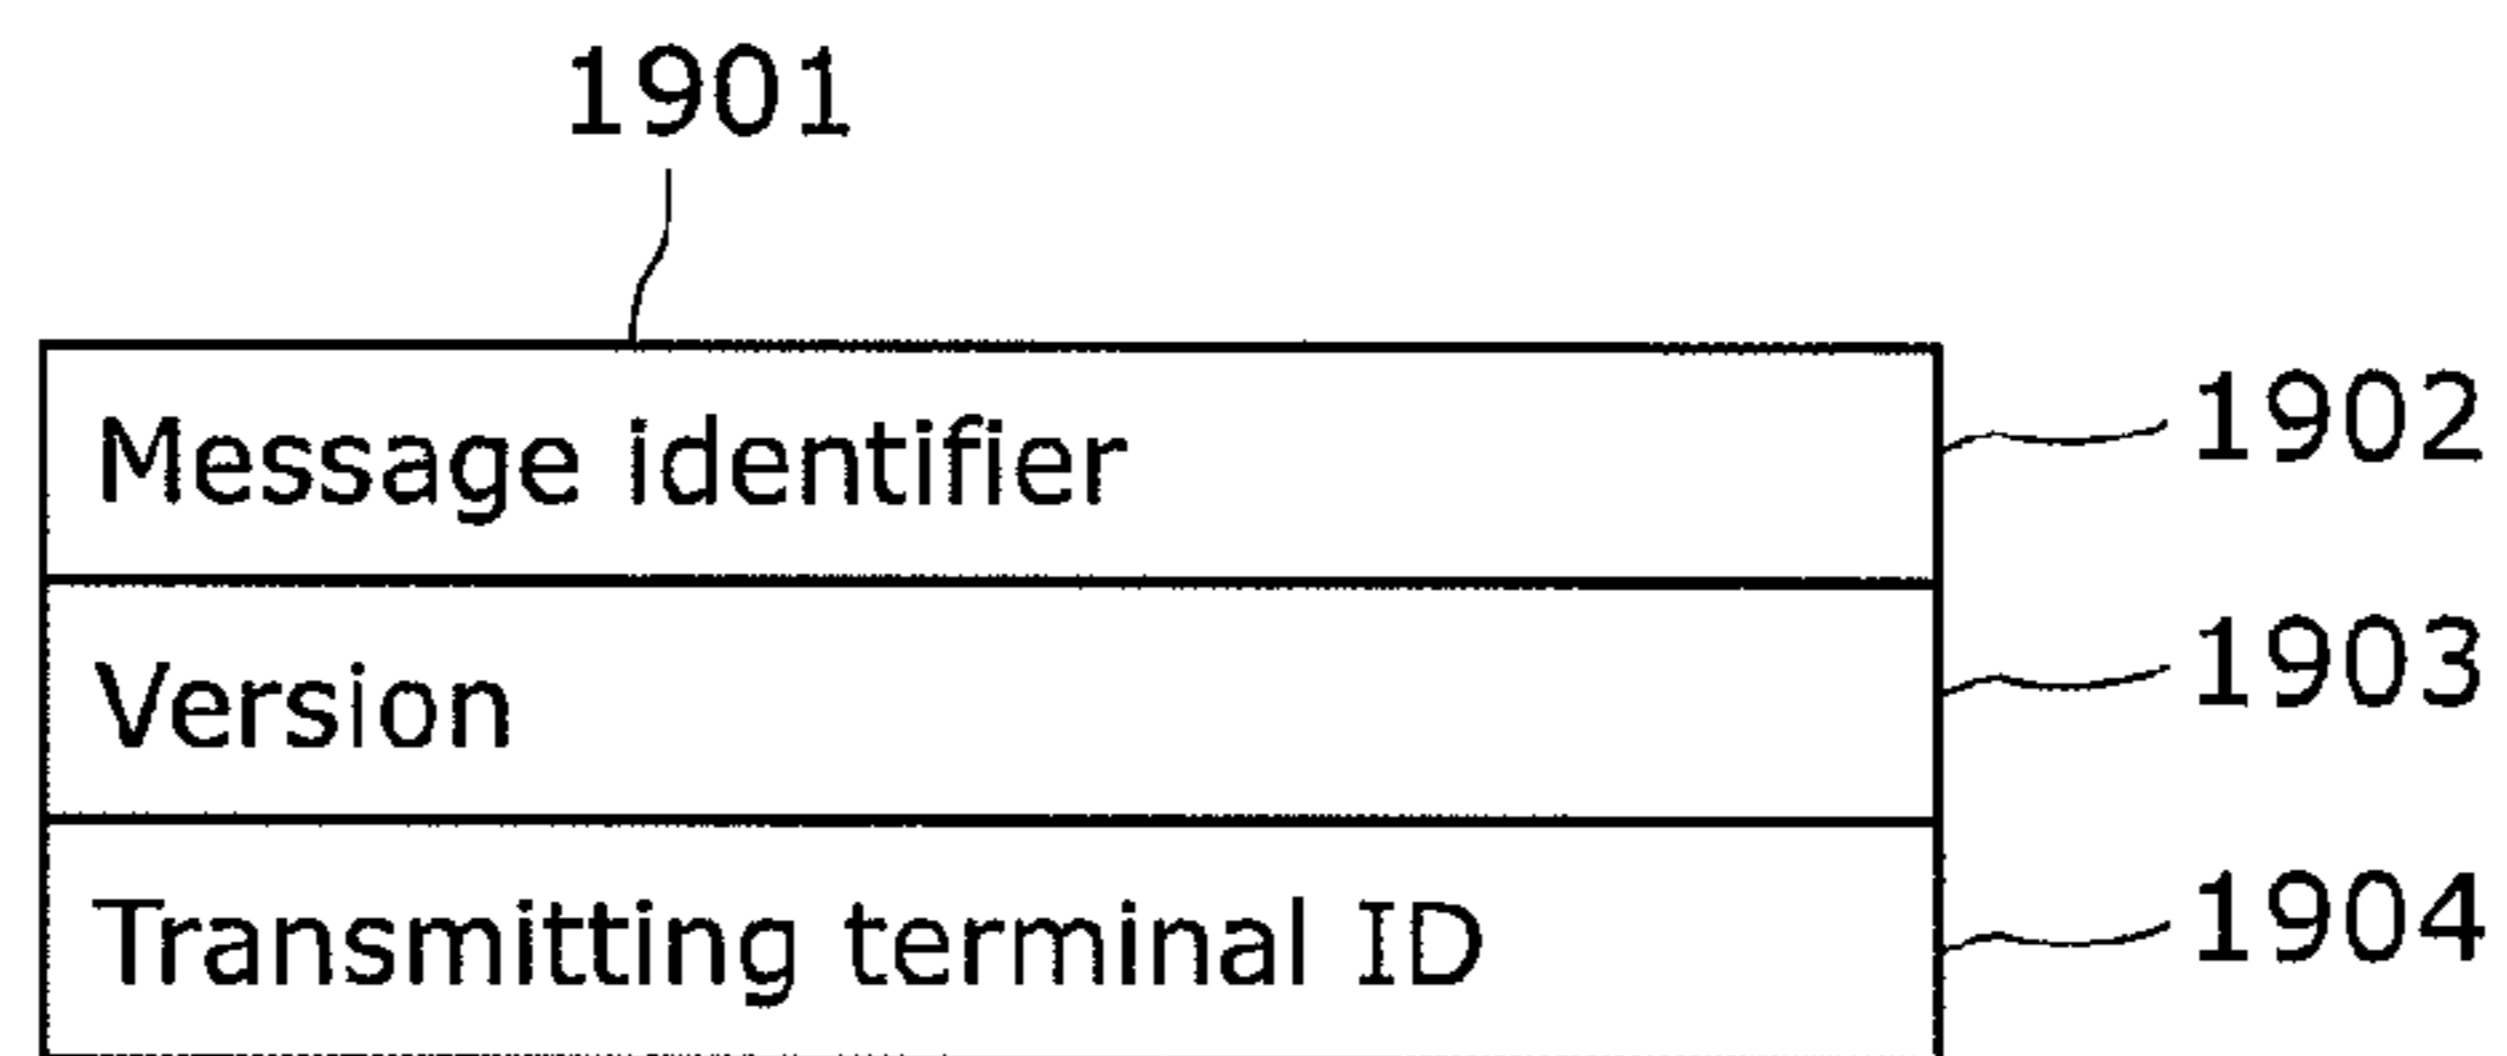 1901
Message identifier 1902
Version 1903
Transmitting terminal ID 1904